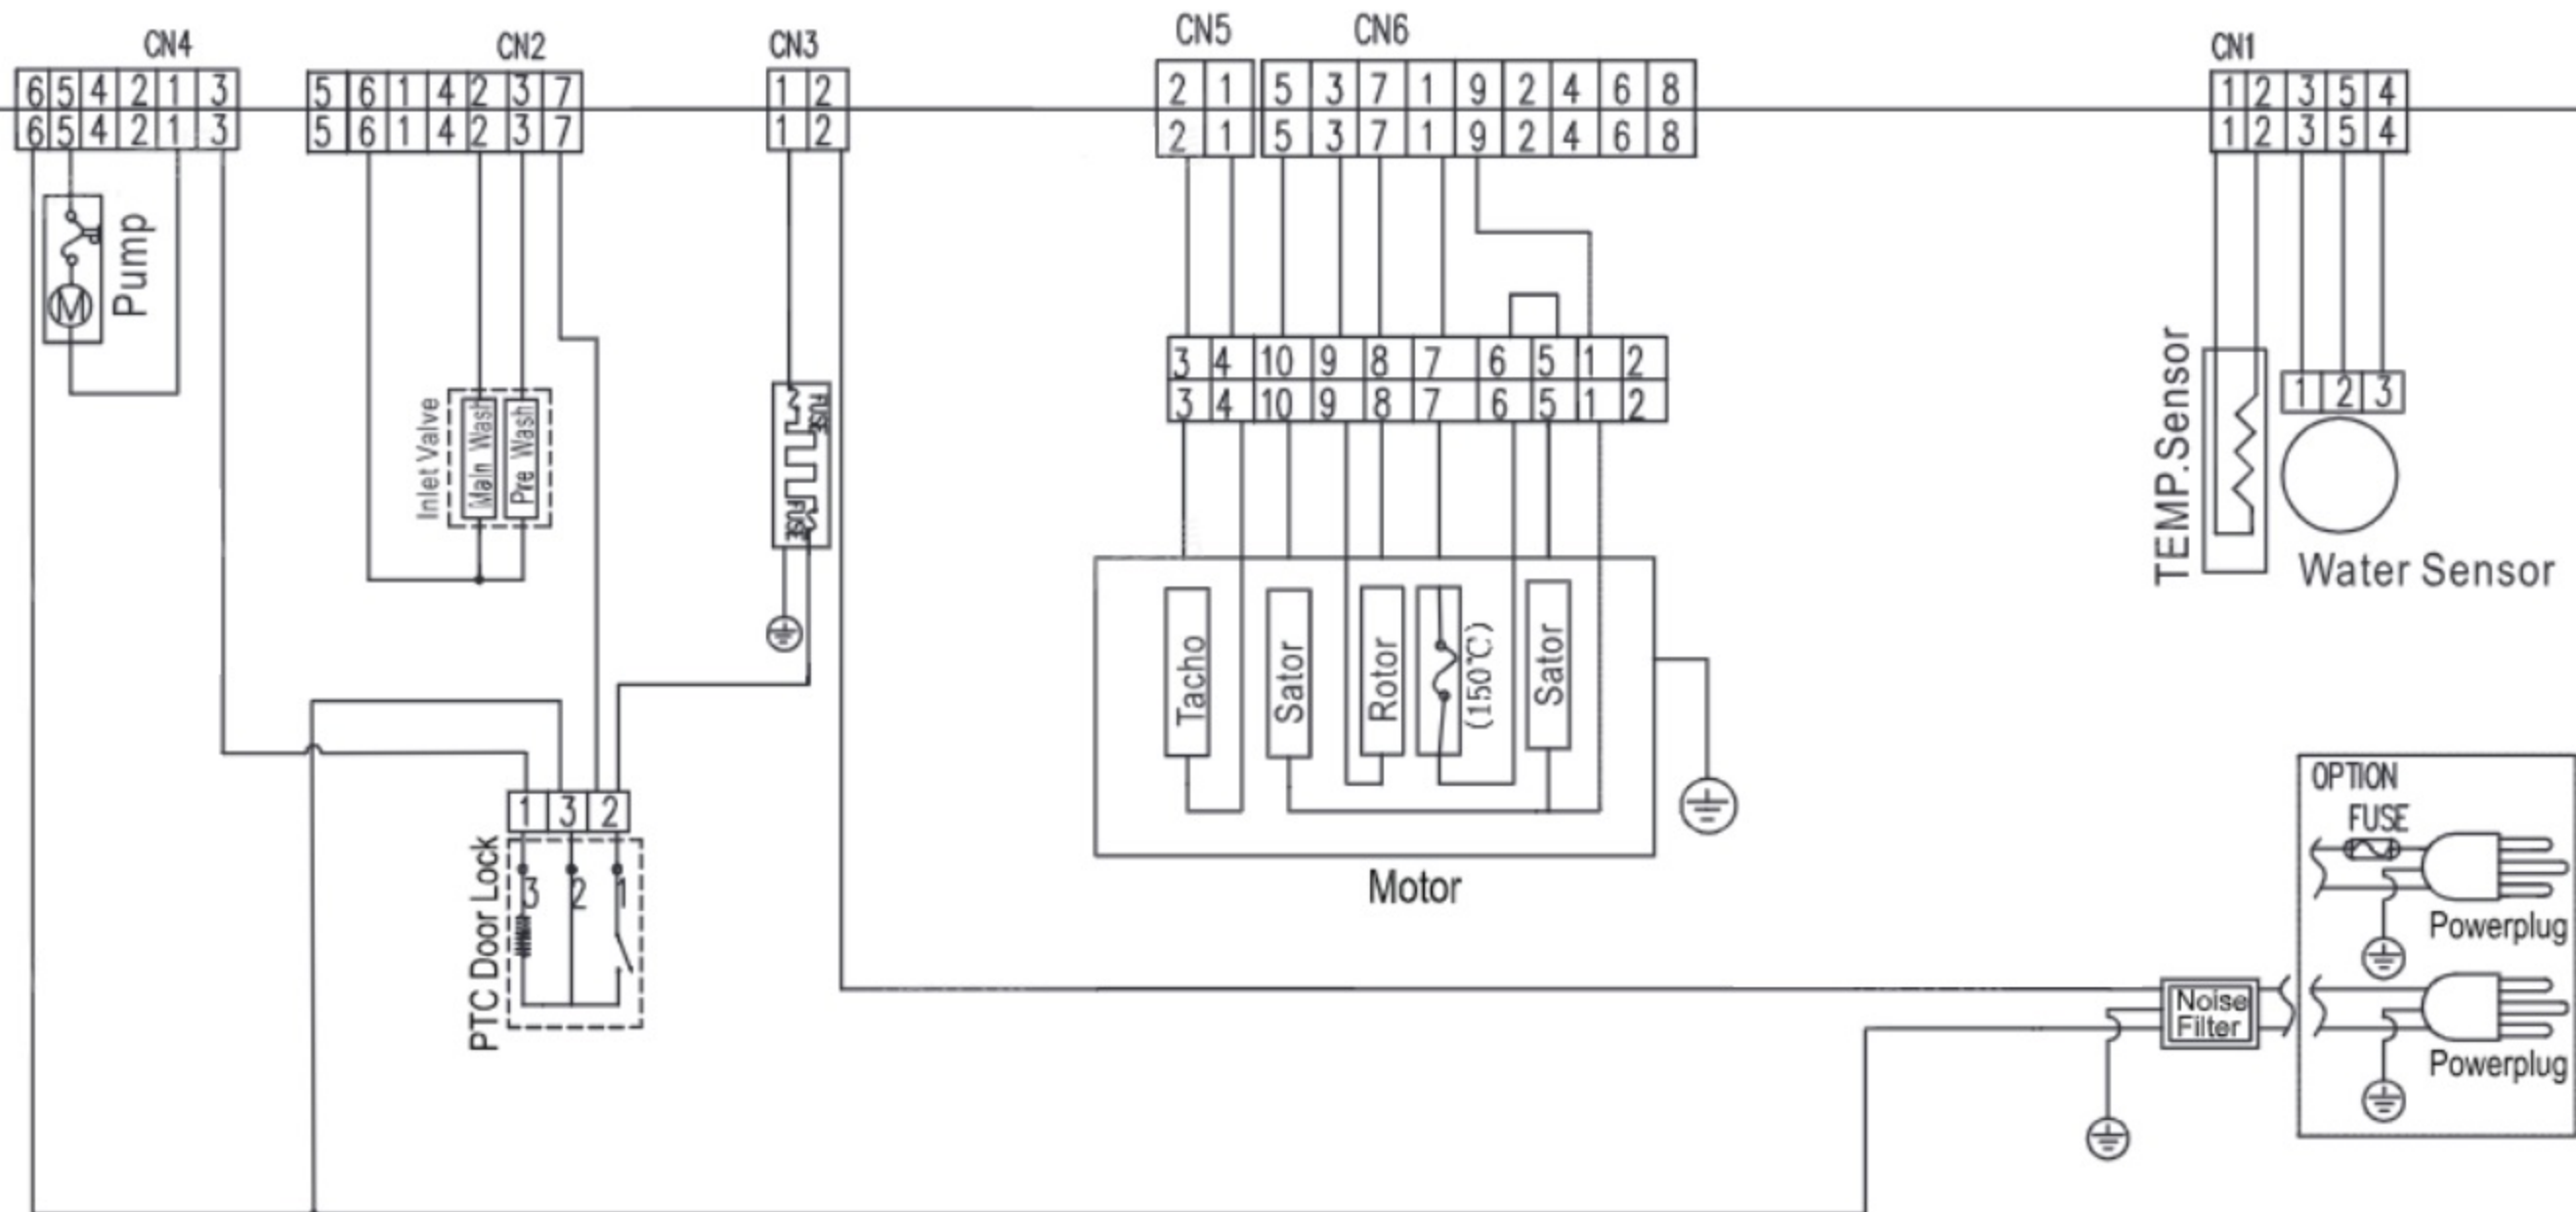 CN4
CN2
CN3
CN5
CN6
CN1
6 5 4 2 1 3
6 5 4 2 1 3
5 6 1 4 2 3 7
5 6 1 4 2 3 7
1 2
1 2
2 1
2 1
5 3 7 1 9 2 4 6 8
5 3 7 1 9 2 4 6 8
1 2 3 5 4
1 2 3 5 4
Pump
M
Inlet Valve
Main Wash
Pre Wash
FUSE
FUSE
3 4 10 9 8 7 6 5 1 2
3 4 10 9 8 7 6 5 1 2
Tacho
Sator
Rotor
(150℃)
Sator
Motor
TEMP.Sensor
1 2 3
Water Sensor
1 3 2
3 2 1
PTC Door Lock
Noise
Filter
OPTION
FUSE
Powerplug
Powerplug